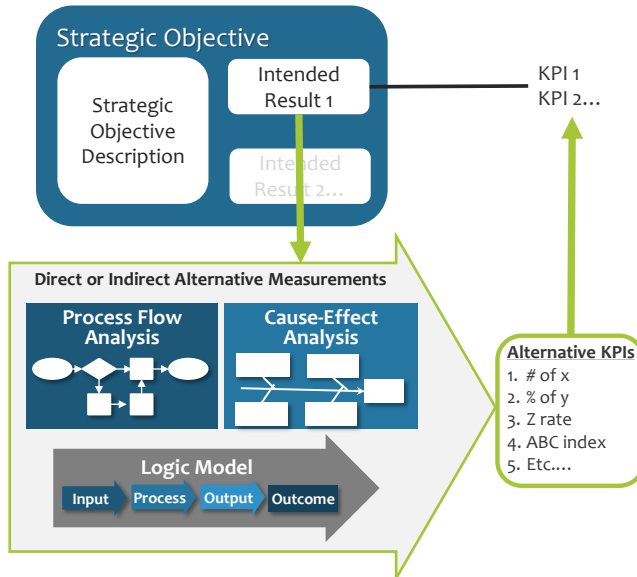 Strategic Objective
Strategic
Objective
Description
Intended
Result 1
Intended
Result 2…
KPI 1
KPI 2…
Direct or Indirect Alternative Measurements
Process Flow
Analysis
Cause-Effect
Analysis
Logic Model
Input
Process
Output
Outcome
Alternative KPIs
1. # of x
2. % of y
3. Z rate
4. ABC index
5. Etc.…